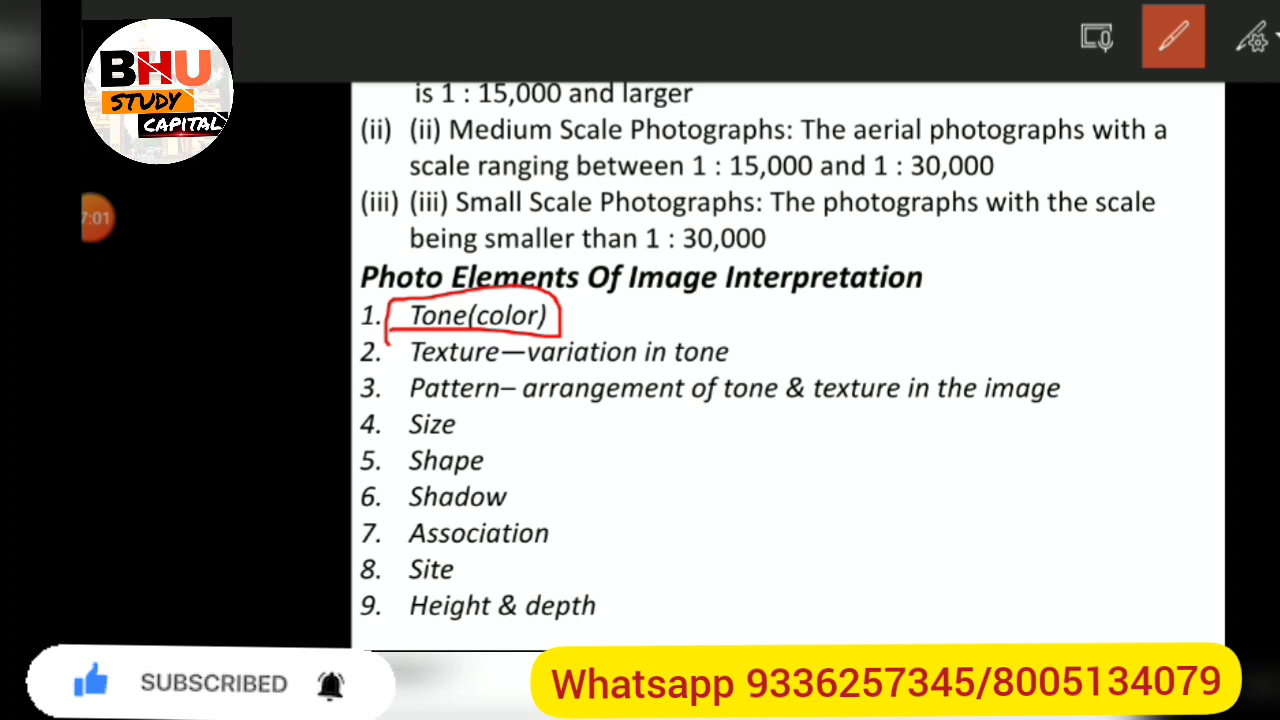 BHU
STUDY
CAPITAL
7:01
is 1 : 15,000 and larger
(ii) (ii) Medium Scale Photographs: The aerial photographs with a
scale ranging between 1 : 15,000 and 1 : 30,000
(iii) (iii) Small Scale Photographs: The photographs with the scale
being smaller than 1 : 30,000
Photo Elements Of Image Interpretation
1. Tone(color)
2. Texture—variation in tone
3. Pattern– arrangement of tone & texture in the image
4. Size
5. Shape
6. Shadow
7. Association
8. Site
9. Height & depth
SUBSCRIBED
Whatsapp 9336257345/8005134079